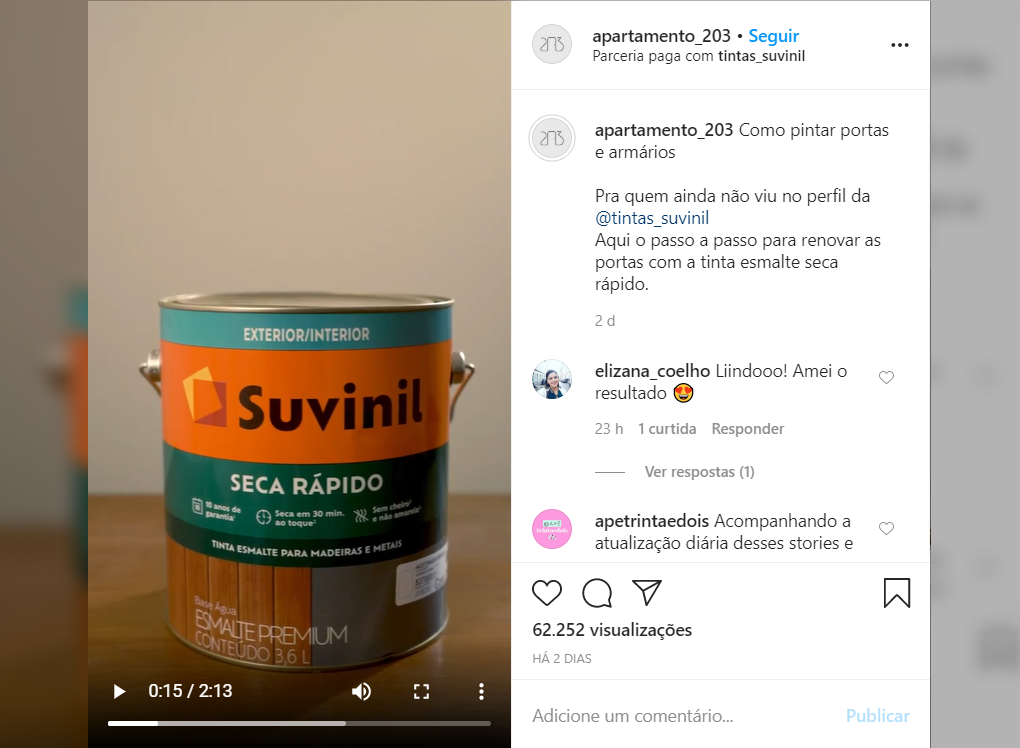 EXTERIOR/INTERIOR
Suvinil
SECA RÁPIDO
10 anos de
garantia¹
Seca em 30 min.
ao toque²
Sem cheiro³
e não amarela⁴
TINTA ESMALTE PARA MADEIRAS E METAIS
Base Água
ESMALTE PREMIUM
CONTEÚDO 3,6 L
0:15 / 2:13
apartamento_203 • Seguir
Parceria paga com tintas_suvinil
apartamento_203 Como pintar portas
e armários
Pra quem ainda não viu no perfil da
@tintas_suvinil
Aqui o passo a passo para renovar as
portas com a tinta esmalte seca
rápido.
2 d
elizana_coelho Liindooo! Amei o
resultado 😍
23 h 1 curtida Responder
Ver respostas (1)
apetrintaedois Acompanhando a
atualização diária desses stories e
62.252 visualizações
HÁ 2 DIAS
Adicione um comentário... Publicar